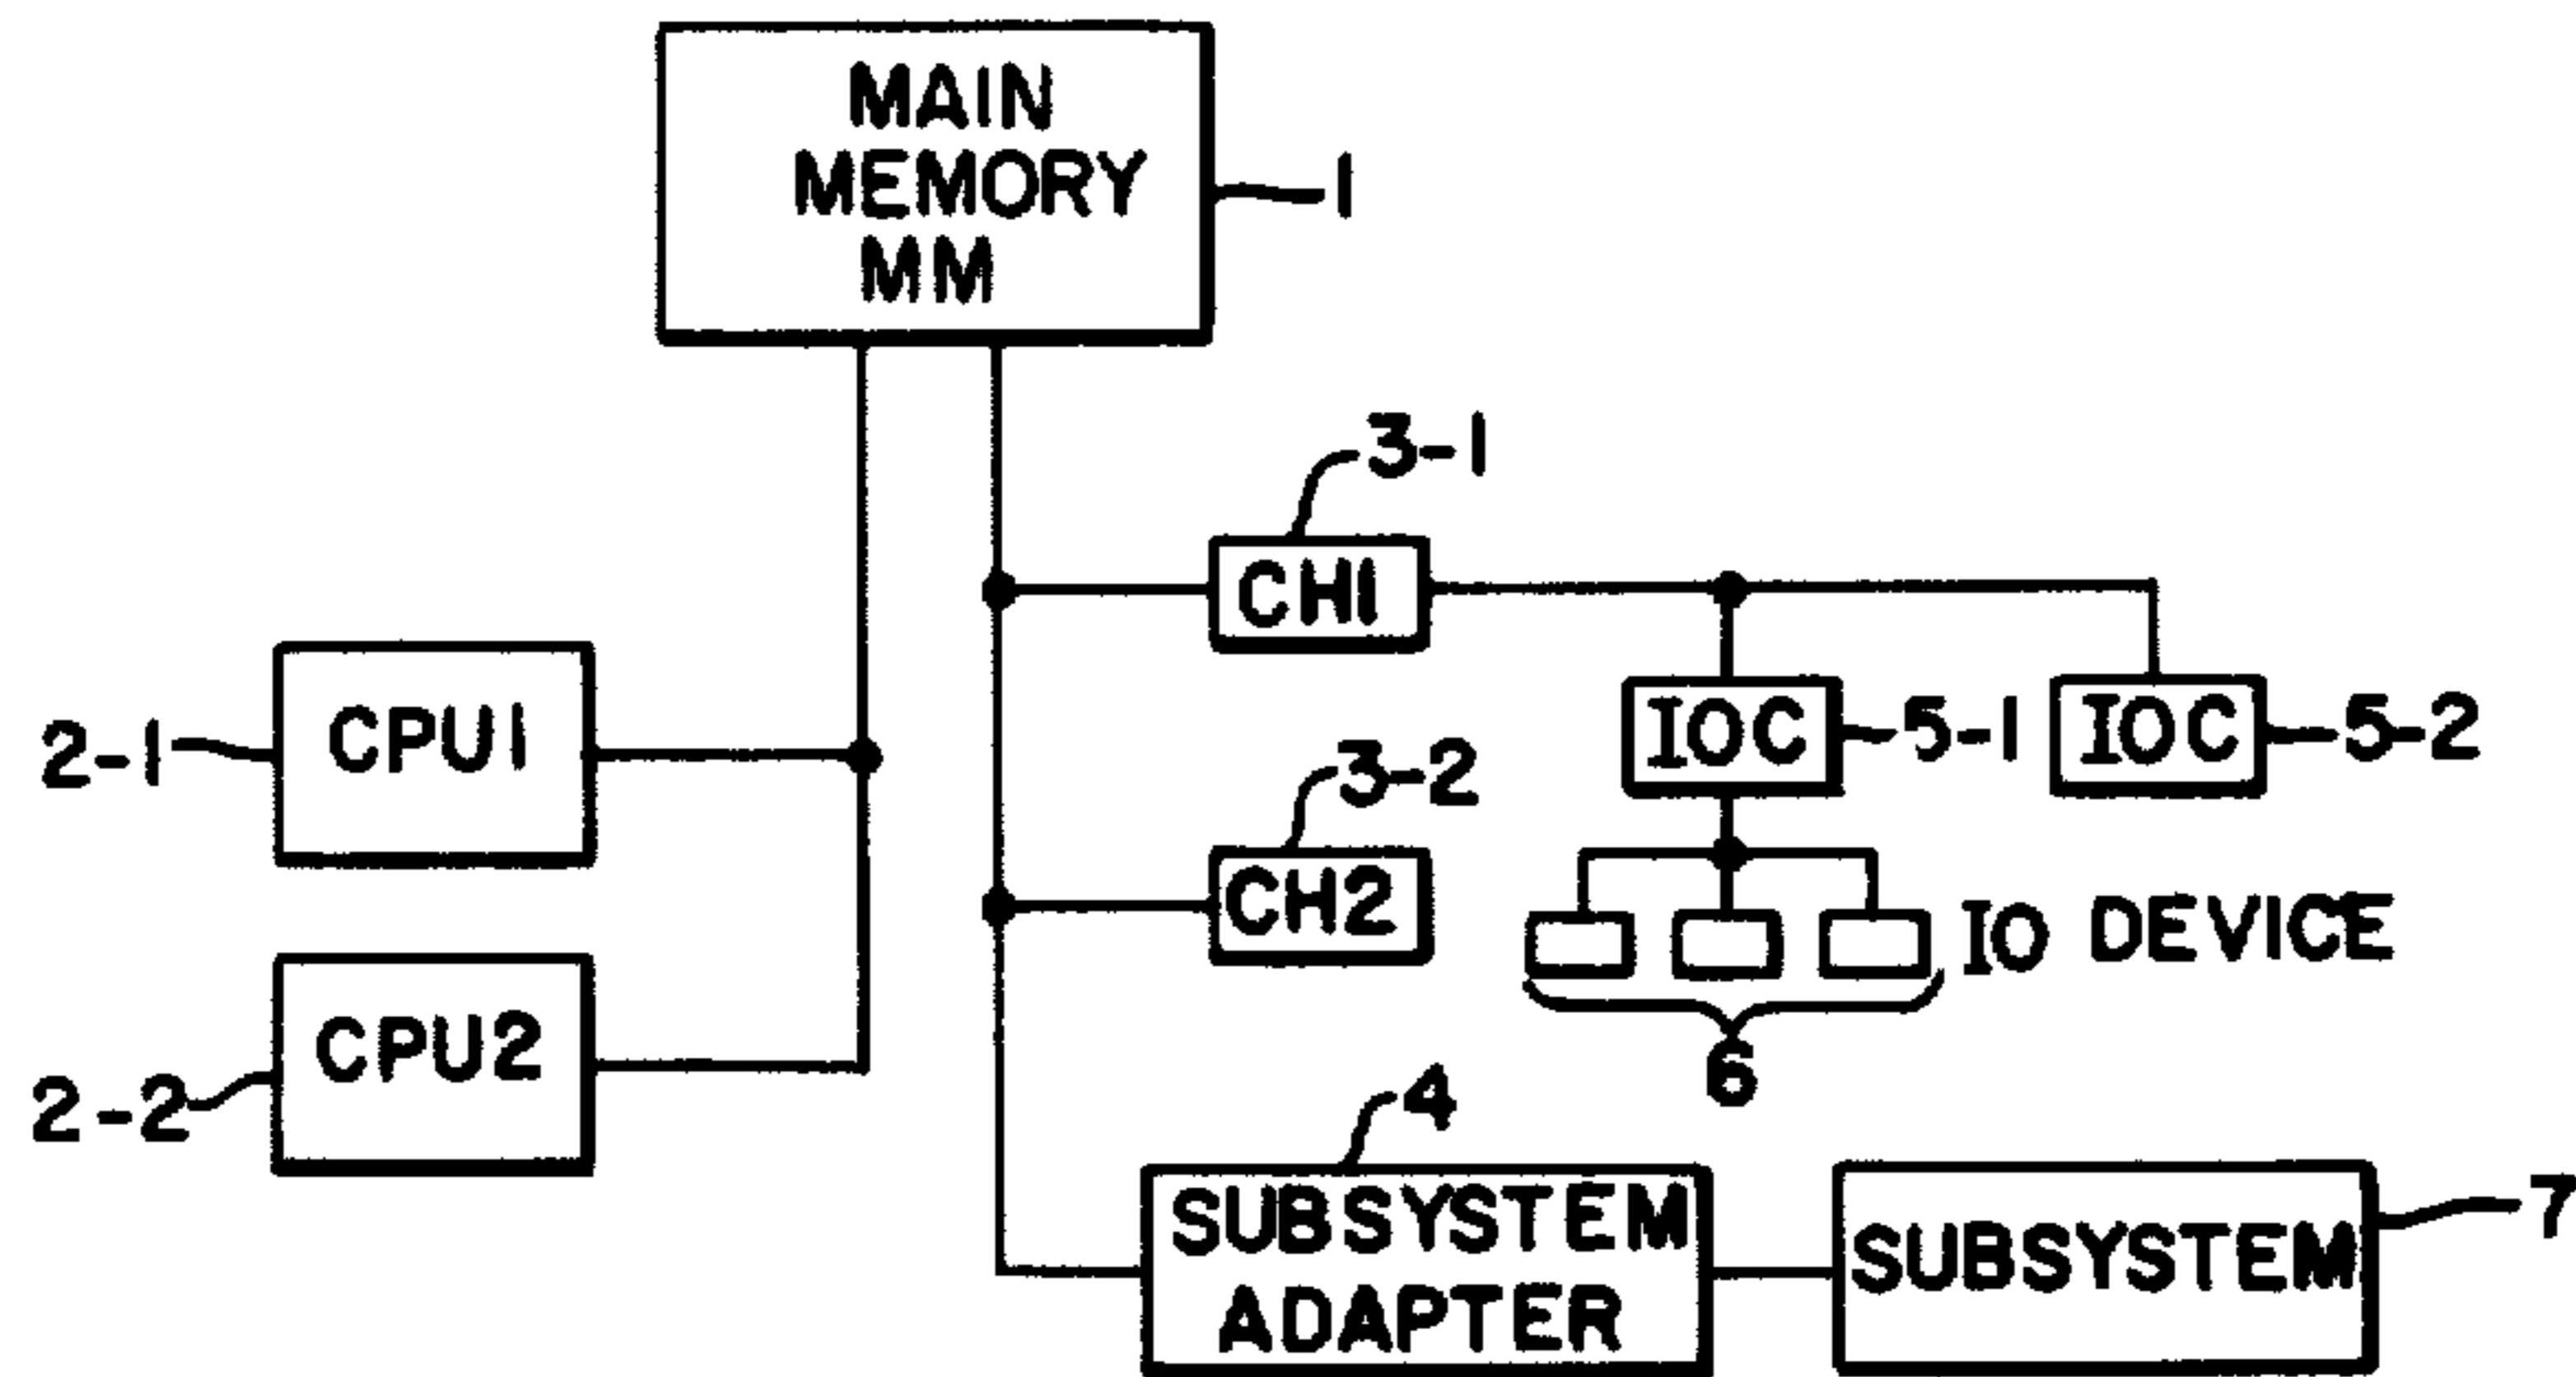 MAIN
MEMORY
MM
1
3-1
CH1
2-1
CPU1
IOC
5-1
IOC
5-2
3-2
CH2
IO DEVICE
6
2-2
CPU2
4
SUBSYSTEM
ADAPTER
SUBSYSTEM
7